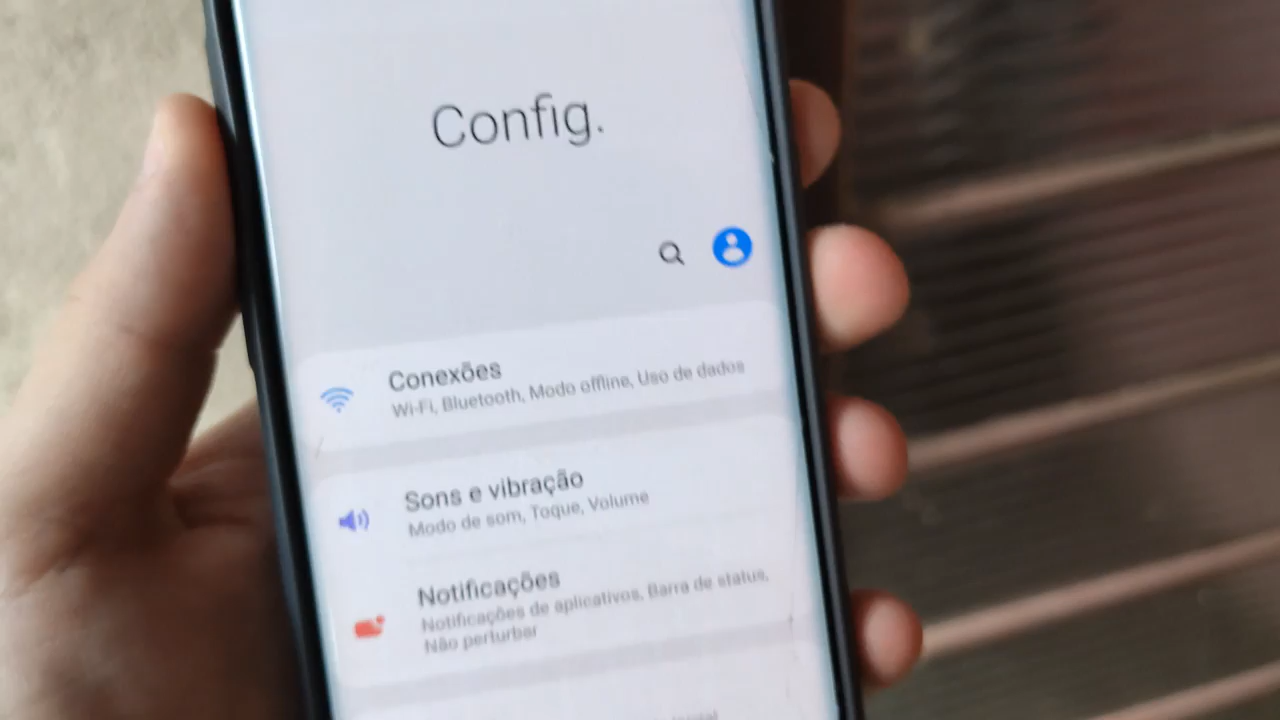 Config.
Conexões
Wi-Fi, Bluetooth, Modo offline, Uso de dados
Sons e vibração
Modo de som, Toque, Volume
Notificações
Notificações de aplicativos, Barra de status,
Não perturbar